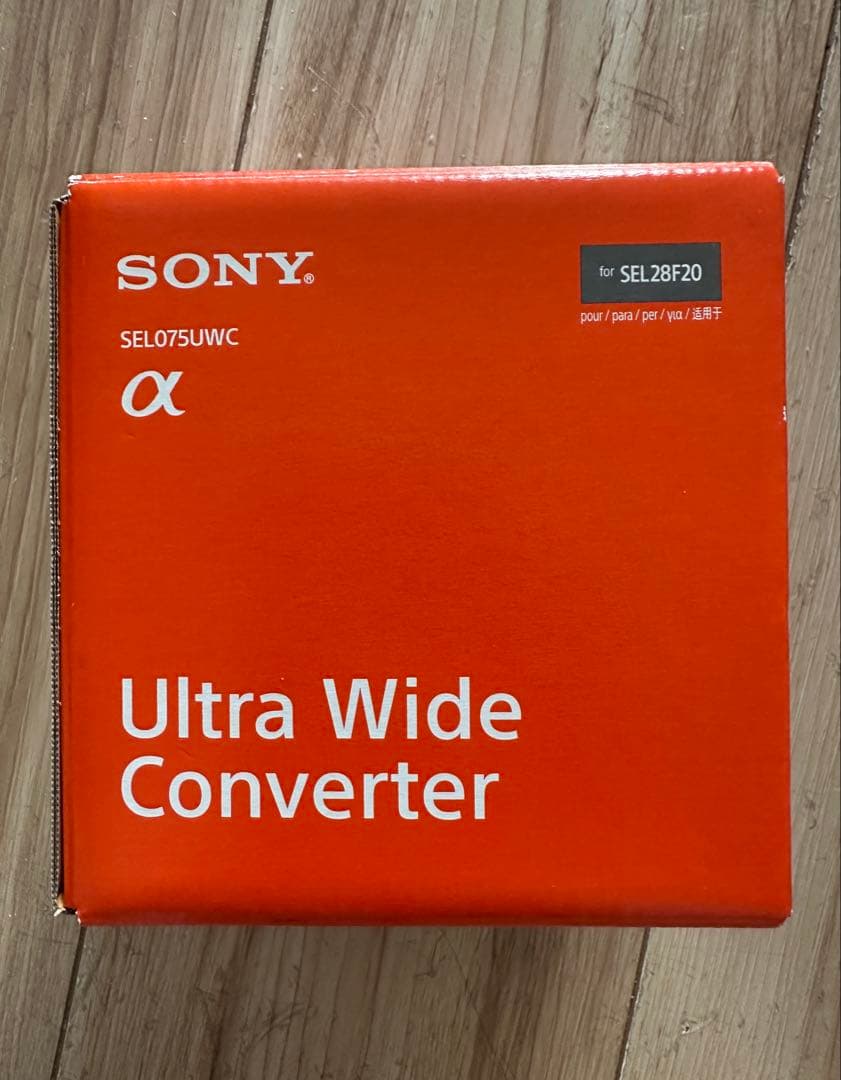 SONY®
for SEL28F20
pour / para / per / για / 适用于
SEL075UWC
α
Ultra Wide
Converter